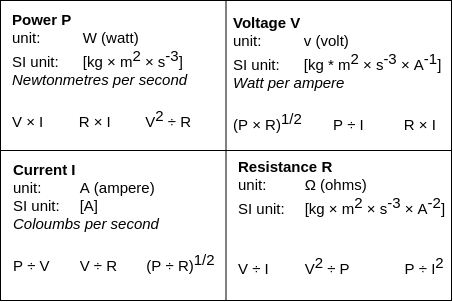 Power P
unit: W (watt)
SI unit: [kg × m² × s⁻³]
Newtonmetres per second
V × I R × I V² ÷ R
Voltage V
unit: v (volt)
SI unit: [kg * m² × s⁻³ × A⁻¹]
Watt per ampere
(P × R)¹/² P ÷ I R × I
Current I
unit: A (ampere)
SI unit: [A]
Coloumbs per second
P ÷ V V ÷ R (P ÷ R)¹/²
Resistance R
unit: Ω (ohms)
SI unit: [kg × m² × s⁻³ × A⁻²]
V ÷ I V² ÷ P P ÷ I²